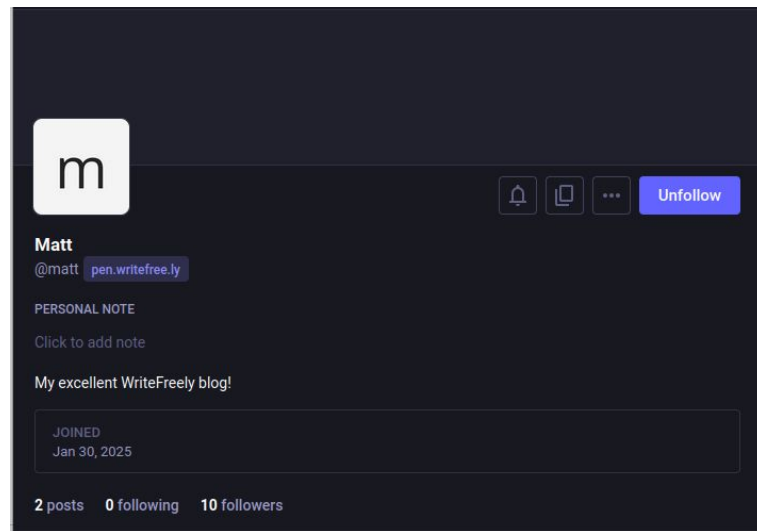 m
Unfollow
Matt
@matt pen.writefree.ly
PERSONAL NOTE
Click to add note
My excellent WriteFreely blog!
JOINED
Jan 30, 2025
2 posts 0 following 10 followers